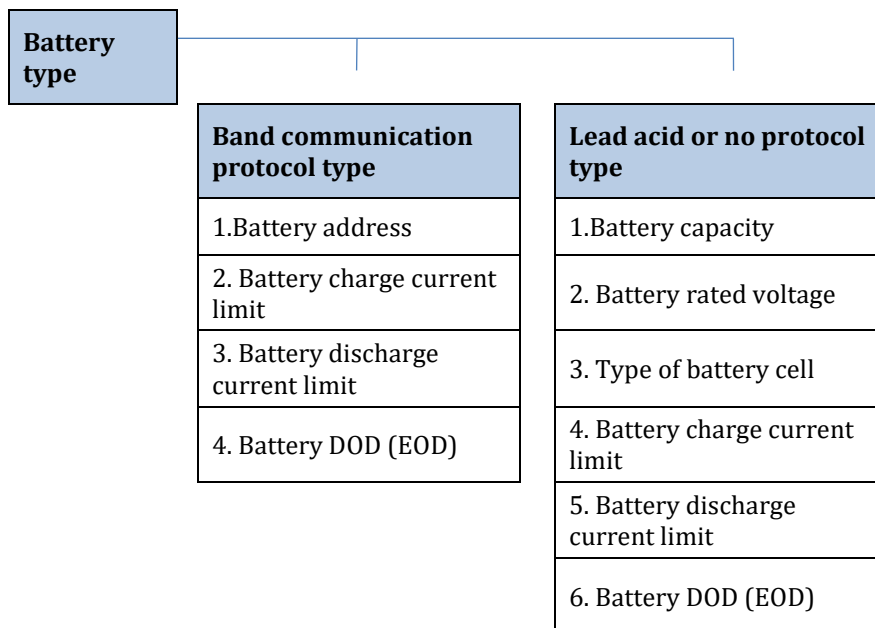 Battery
type
Band communication
protocol type
1.Battery address
2. Battery charge current
limit
3. Battery discharge
current limit
4. Battery DOD (EOD)
Lead acid or no protocol
type
1.Battery capacity
2. Battery rated voltage
3. Type of battery cell
4. Battery charge current
limit
5. Battery discharge
current limit
6. Battery DOD (EOD)